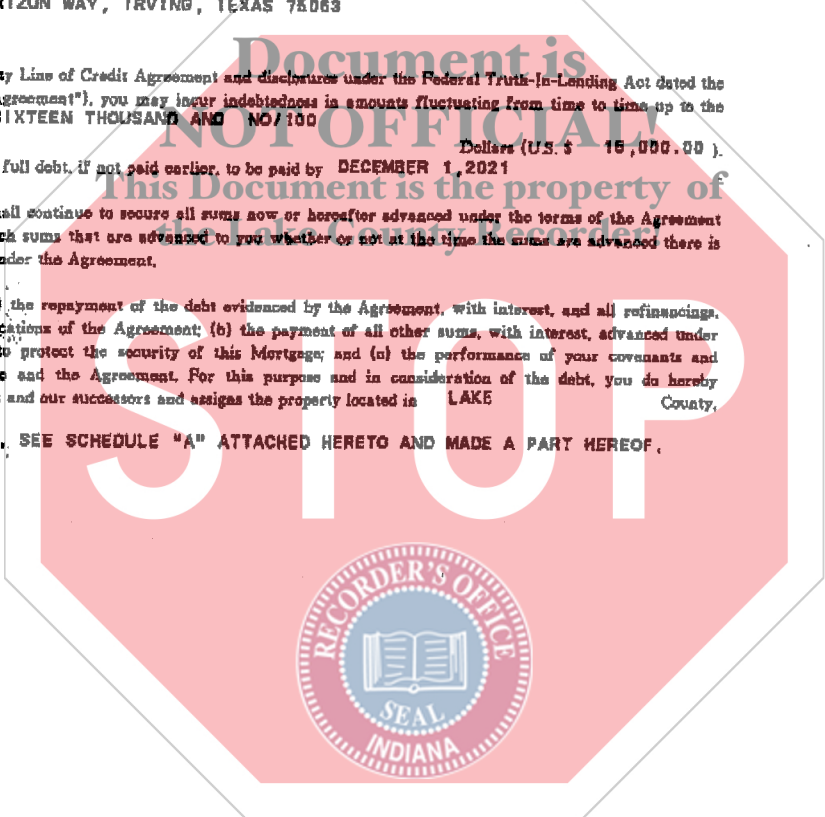 WAY, IRVING, TEXAS 75063
Document is
y Line of Credit Agreement and disclosures under the Federal Truth-In-Lending Act dated the
greement"), you may incur indebtedness in amounts fluctuating from time to time up to the
IXTEEN THOUSAND AND NO/100
NOT OFFICIAL!
Dollars (U.S. $ 16,000.00 ).
full debt, if not paid earlier, to be paid by DECEMBER 1,2021
This Document is the property of
all continue to secure all sums now or hereafter advanced under the terms of the Agreement
the Lake County Recorder!
ch sums that are advanced to you whether or not at the time the sums are advanced there is
nder the Agreement.
the repayment of the debt evidenced by the Agreement, with interest, and all refinancings,
cations of the Agreement; (b) the payment of all other sums, with interest, advanced under
to protect the security of this Mortgage; and (c) the performance of your covenants and
e and the Agreement. For this purpose and in consideration of the debt, you do hereby
and our successors and assigns the property located in LAKE County,
STOP
SEE SCHEDULE "A" ATTACHED HERETO AND MADE A PART HEREOF.
RECORDER'S OFFICE
SEAL
INDIANA